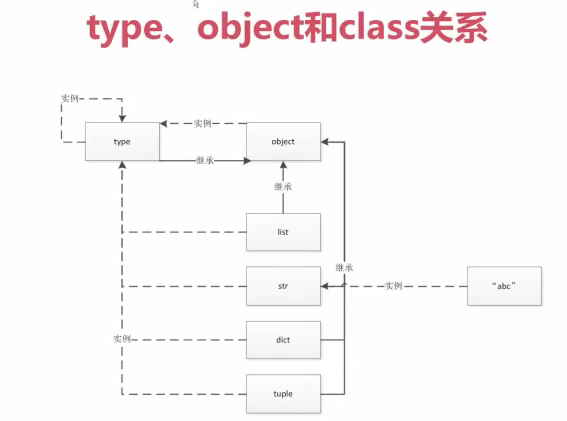 type、object和class关系
实例
实例
type
object
继承
继承
list
继承
str
实例
“abc”
实例
dict
tuple